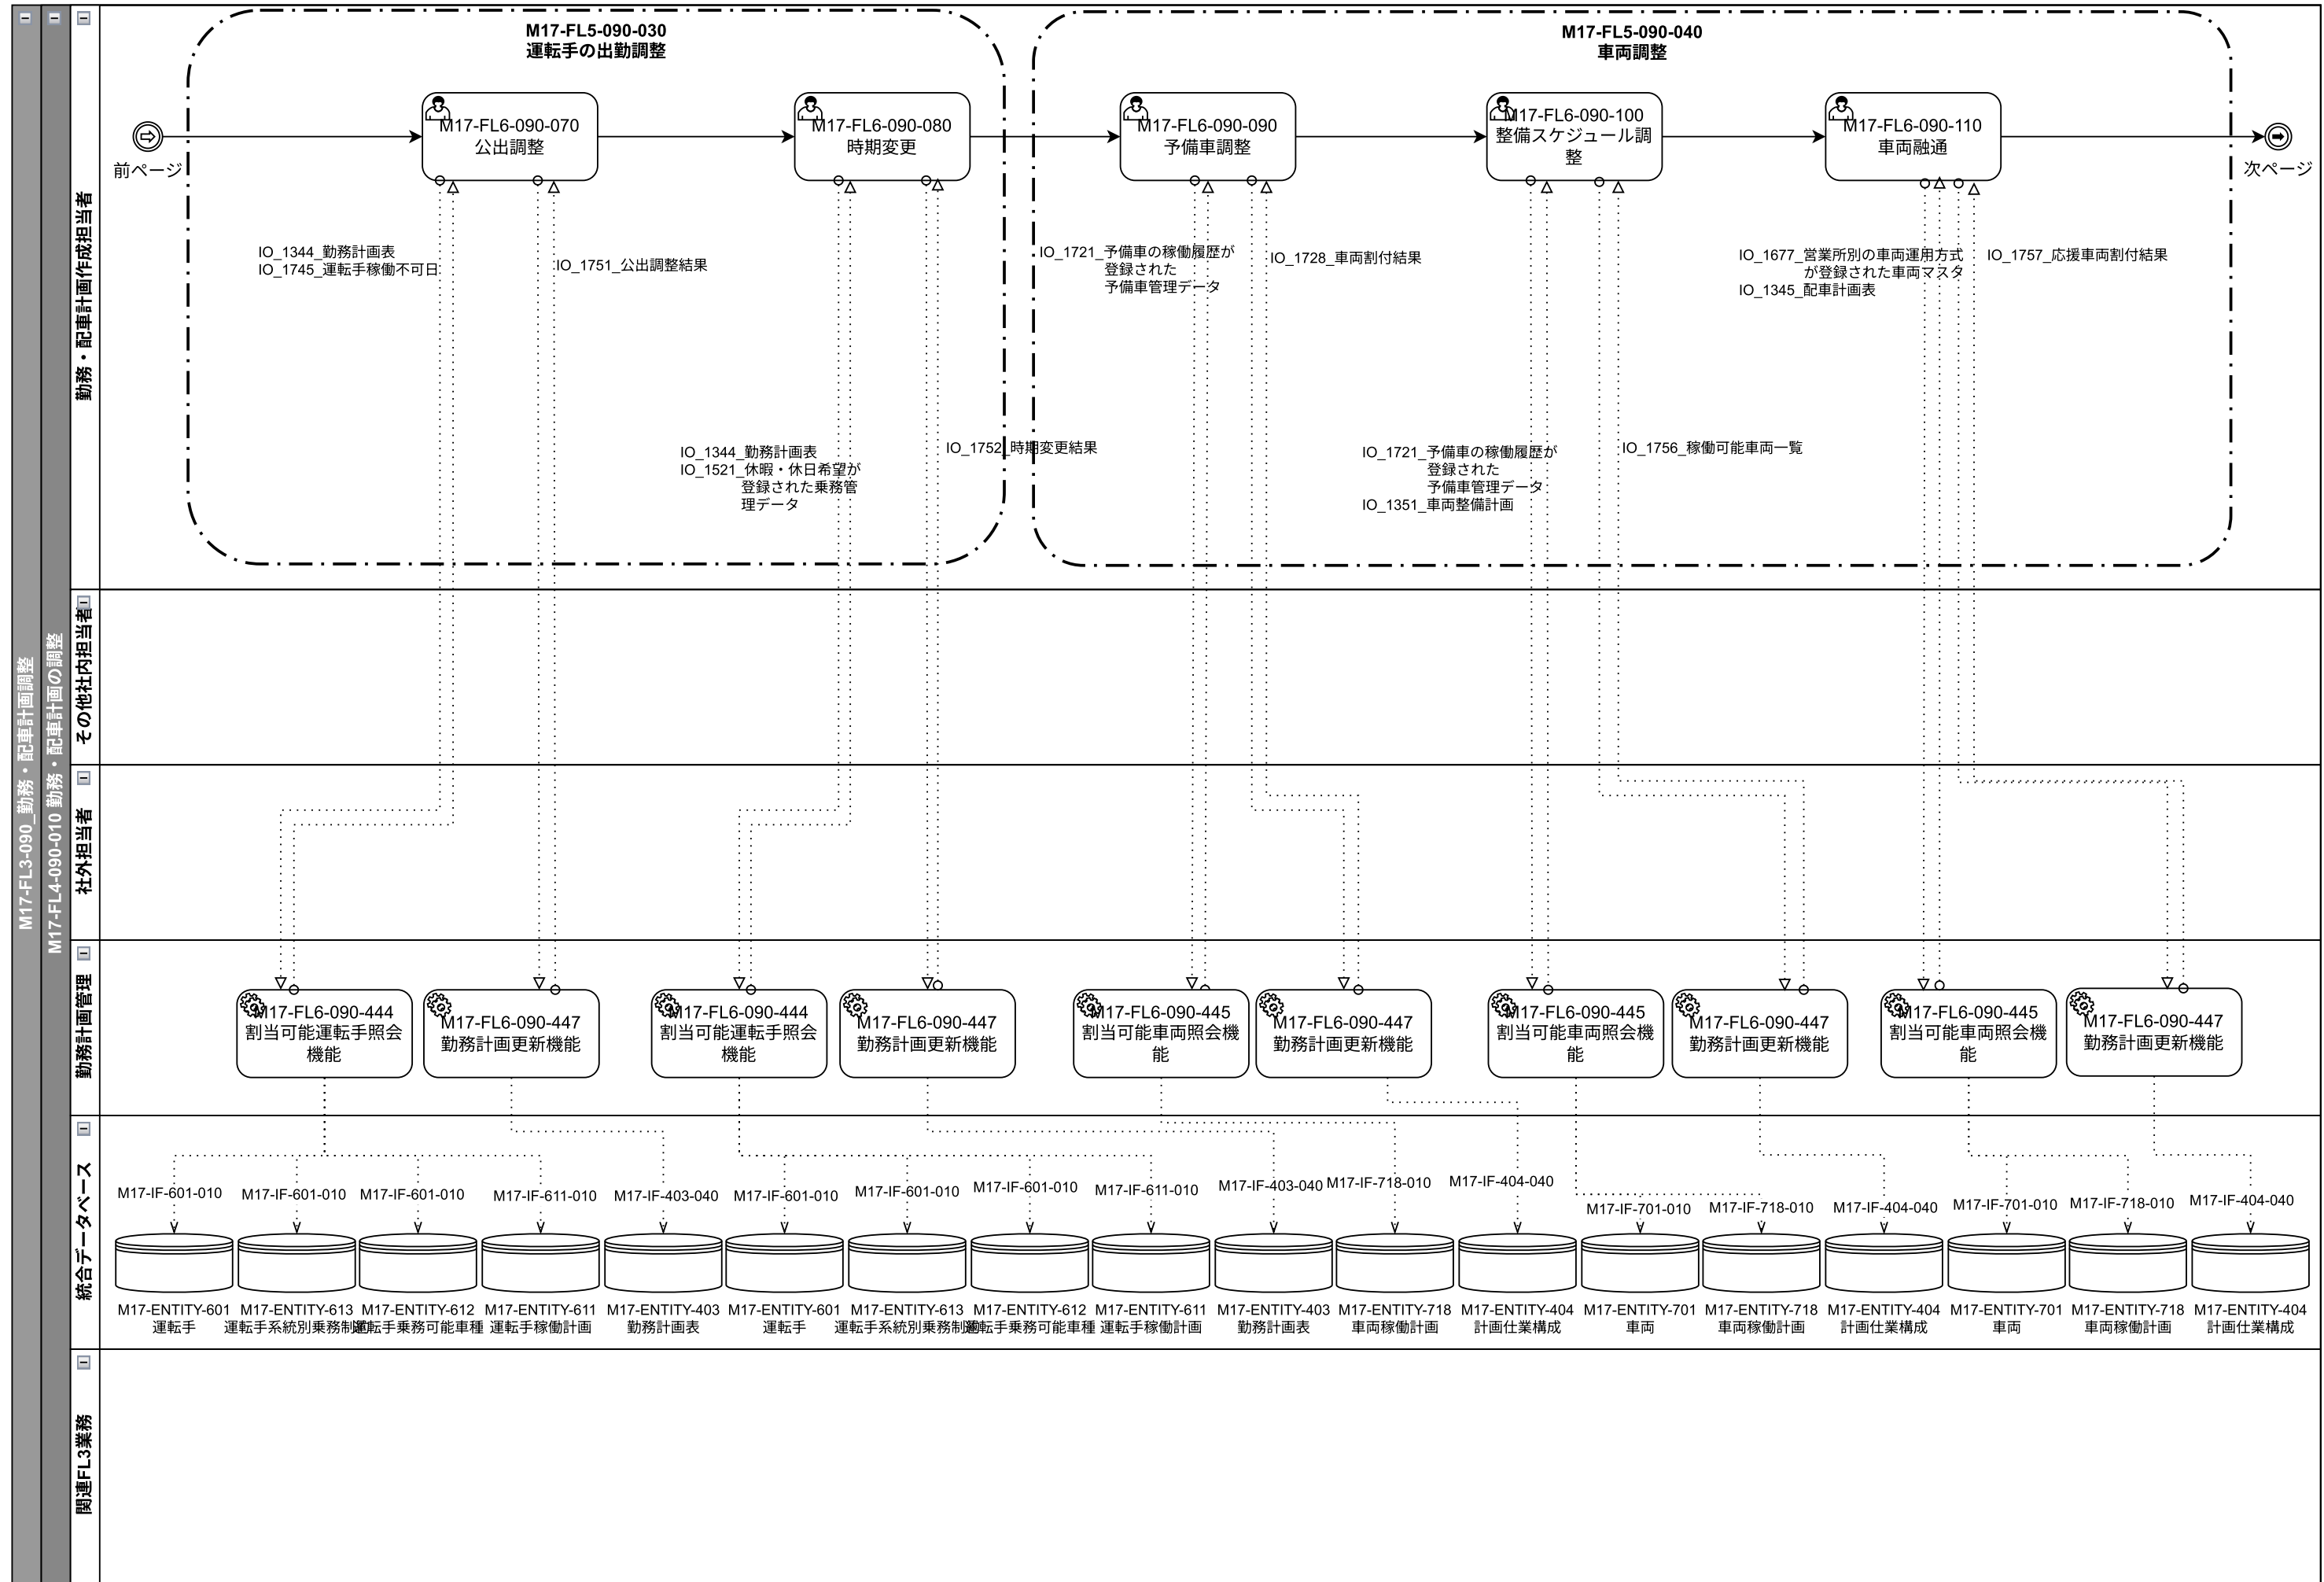 M17-FL3-090_勤務・配車計画調整
M17-FL4-090-010 勤務・配車計画の調整
勤務・配車計画作成担当者
M17-FL5-090-030
運転手の出勤調整
M17-FL5-090-040
車両調整
前ページ
M17-FL6-090-070
公出調整
M17-FL6-090-080
時期変更
M17-FL6-090-090
予備車調整
M17-FL6-090-100
整備スケジュール調
整
M17-FL6-090-110
車両融通
次ページ
IO_1344_勤務計画表
IO_1745_運転手稼働不可日
IO_1751_公出調整結果
IO_1721_予備車の稼働履歴が
登録された
予備車管理データ
IO_1728_車両割付結果
IO_1677_営業所別の車両運用方式
が登録された車両マスタ
IO_1345_配車計画表
IO_1757_応援車両割付結果
IO_1344_勤務計画表
IO_1521_休暇・休日希望が
登録された乗務管
理データ
IO_1752_時期変更結果
IO_1721_予備車の稼働履歴が
登録された
予備車管理データ
IO_1351_車両整備計画
IO_1756_稼働可能車両一覧
その他社内担当者
社外担当者
勤務計画管理
M17-FL6-090-444
割当可能運転手照会
機能
M17-FL6-090-447
勤務計画更新機能
M17-FL6-090-444
割当可能運転手照会
機能
M17-FL6-090-447
勤務計画更新機能
M17-FL6-090-445
割当可能車両照会機
能
M17-FL6-090-447
勤務計画更新機能
M17-FL6-090-445
割当可能車両照会機
能
M17-FL6-090-447
勤務計画更新機能
M17-FL6-090-445
割当可能車両照会機
能
M17-FL6-090-447
勤務計画更新機能
統合データベース
M17-IF-601-010
M17-IF-601-010
M17-IF-601-010
M17-IF-611-010
M17-IF-403-040
M17-IF-601-010
M17-IF-601-010
M17-IF-601-010
M17-IF-611-010
M17-IF-403-040
M17-IF-718-010
M17-IF-404-040
M17-IF-701-010
M17-IF-718-010
M17-IF-404-040
M17-IF-701-010
M17-IF-718-010
M17-IF-404-040
M17-ENTITY-601
運転手
M17-ENTITY-613
運転手系統別乗務制約
M17-ENTITY-612
運転手乗務可能車種
M17-ENTITY-611
運転手稼働計画
M17-ENTITY-403
勤務計画表
M17-ENTITY-601
運転手
M17-ENTITY-613
運転手系統別乗務制約
M17-ENTITY-612
運転手乗務可能車種
M17-ENTITY-611
運転手稼働計画
M17-ENTITY-403
勤務計画表
M17-ENTITY-718
車両稼働計画
M17-ENTITY-404
計画仕業構成
M17-ENTITY-701
車両
M17-ENTITY-718
車両稼働計画
M17-ENTITY-404
計画仕業構成
M17-ENTITY-701
車両
M17-ENTITY-718
車両稼働計画
M17-ENTITY-404
計画仕業構成
関連FL3業務